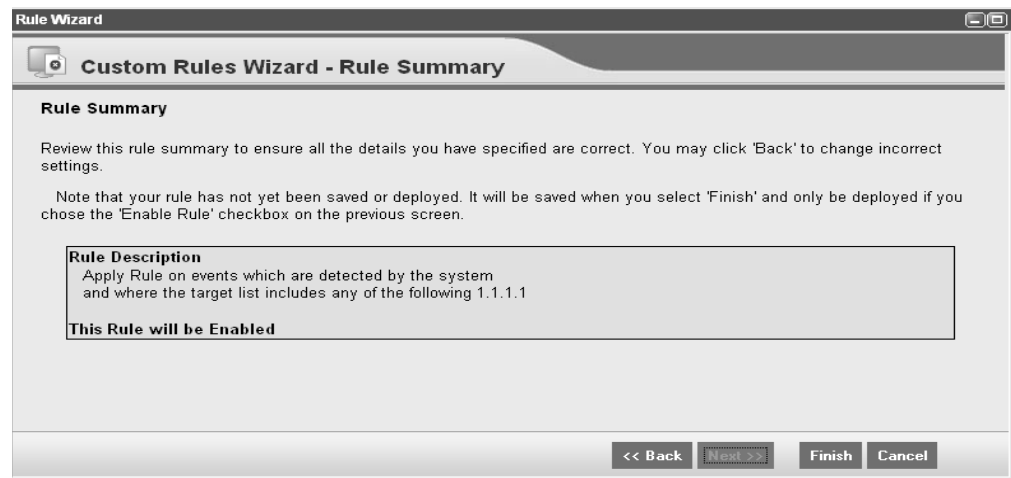 Rule Wizard
Custom Rules Wizard - Rule Summary
Rule Summary
Review this rule summary to ensure all the details you have specified are correct. You may click 'Back' to change incorrect
settings.
Note that your rule has not yet been saved or deployed. It will be saved when you select 'Finish' and only be deployed if you
chose the 'Enable Rule' checkbox on the previous screen.
Rule Description
Apply Rule on events which are detected by the system
and where the target list includes any of the following 1.1.1.1
This Rule will be Enabled
<< Back Next >> Finish Cancel